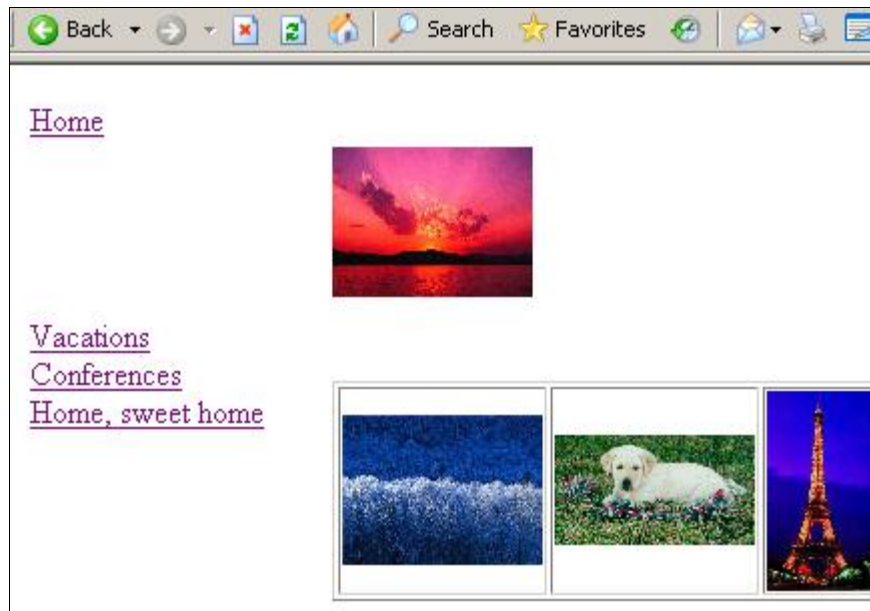 Back Search Favorites
Home
Vacations
Conferences
Home, sweet home